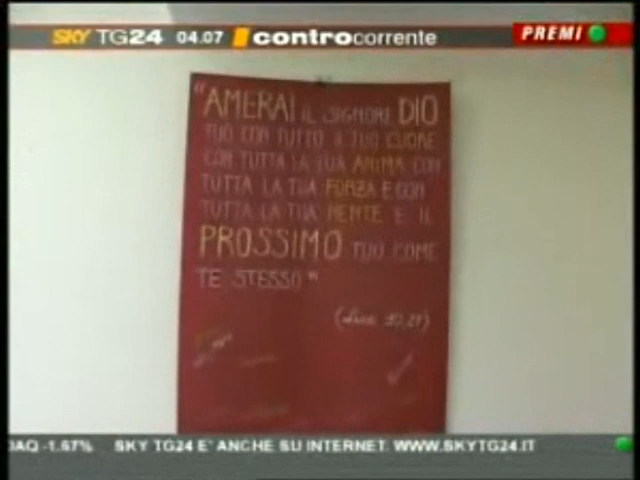 SKY TG24 04.07 controcorrente PREMI
"AMERAI IL SIGNORE DIO
TUO CON TUTTO IL TUO CUORE,
CON TUTTA LA TUA ANIMA CON
TUTTA LA TUA FORZA E CON
TUTTA LA TUA MENTE E IL
PROSSIMO TUO COME
TE STESSO"
(Luca 10,27)
DAQ -1.67% SKY TG24 E' ANCHE SU INTERNET: WWW.SKYTG24.IT